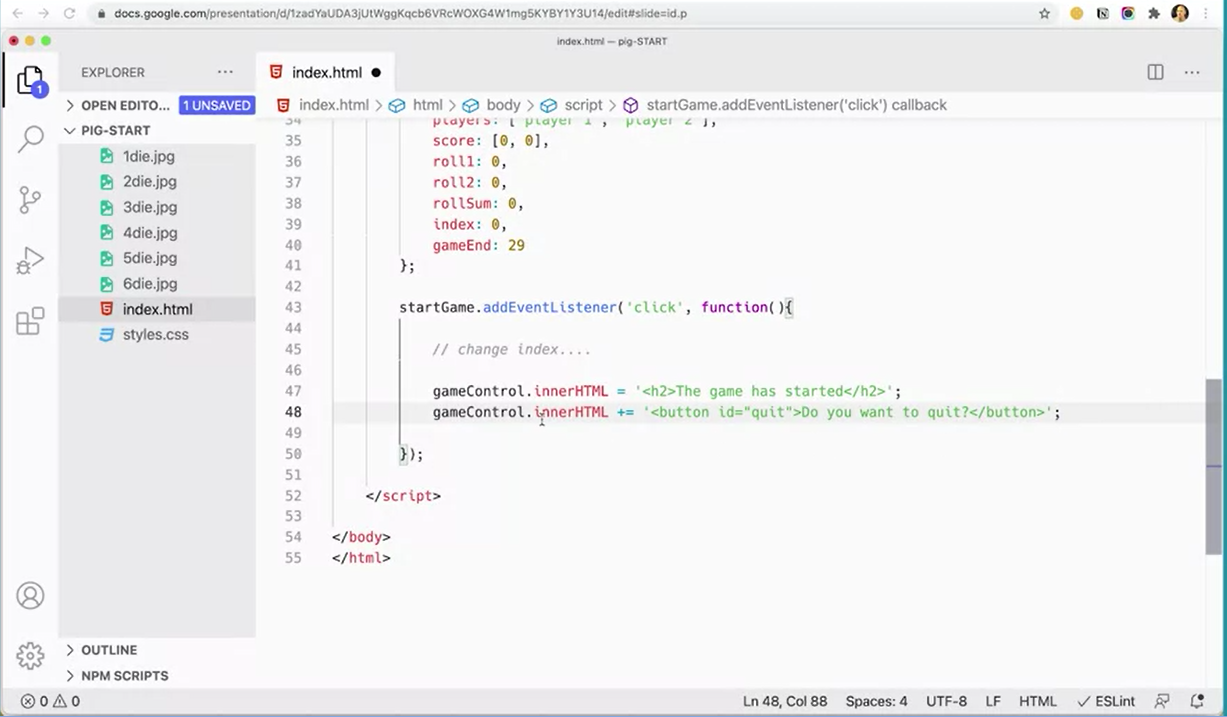 docs.google.com/presentation/d/1zadYaUDA3jUtWggKqcb6VRcWOXG4W1mg5KYBY1Y3U14/edit#slide=id.p
index.html — pig-START
EXPLORER
index.html
1
OPEN EDITO... 1 UNSAVED
index.html > html > body > script > startGame.addEventListener('click') callback
PIG-START
1die.jpg
2die.jpg
3die.jpg
4die.jpg
5die.jpg
6die.jpg
index.html
styles.css
34 players: ['player 1', 'player 2'],
35 score: [0, 0],
36 roll1: 0,
37 roll2: 0,
38 rollSum: 0,
39 index: 0,
40 gameEnd: 29
41 };
42
43 startGame.addEventListener('click', function(){
44
45 // change index....
46
47 gameControl.innerHTML = '<h2>The game has started</h2>';
48 gameControl.innerHTML += '<button id="quit">Do you want to quit?</button>';
49
50 });
51
52 </script>
53
54 </body>
55 </html>
OUTLINE
NPM SCRIPTS
0 0
Ln 48, Col 88 Spaces: 4 UTF-8 LF HTML ESLint